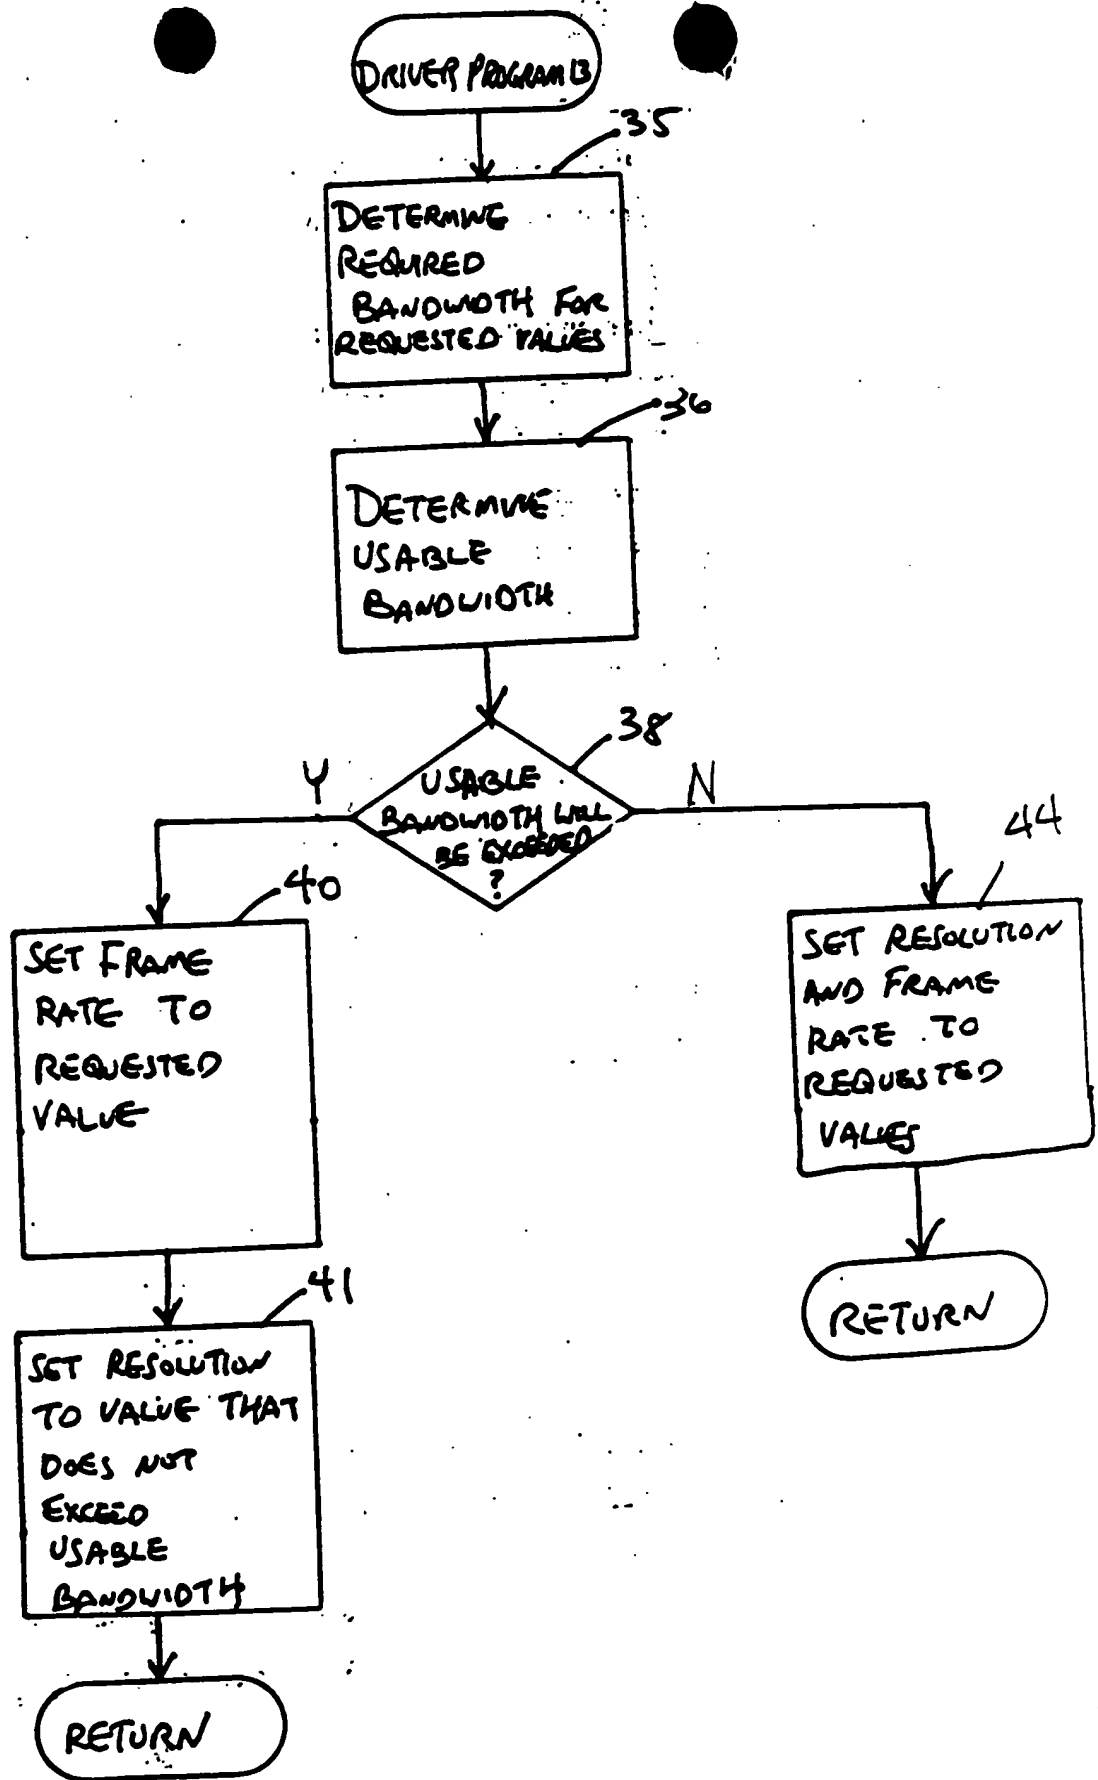 DRIVER PROGRAM 13
35
DETERMINE
REQUIRED
BANDWIDTH FOR
REQUESTED VALUES
36
DETERMINE
USABLE
BANDWIDTH
38
Y
USABLE
BANDWIDTH WILL
BE EXCEEDED
?
N
40
SET FRAME
RATE TO
REQUESTED
VALUE
44
SET RESOLUTION
AND FRAME
RATE TO
REQUESTED
VALUES
RETURN
41
SET RESOLUTION
TO VALUE THAT
DOES NOT
EXCEED
USABLE
BANDWIDTH
RETURN